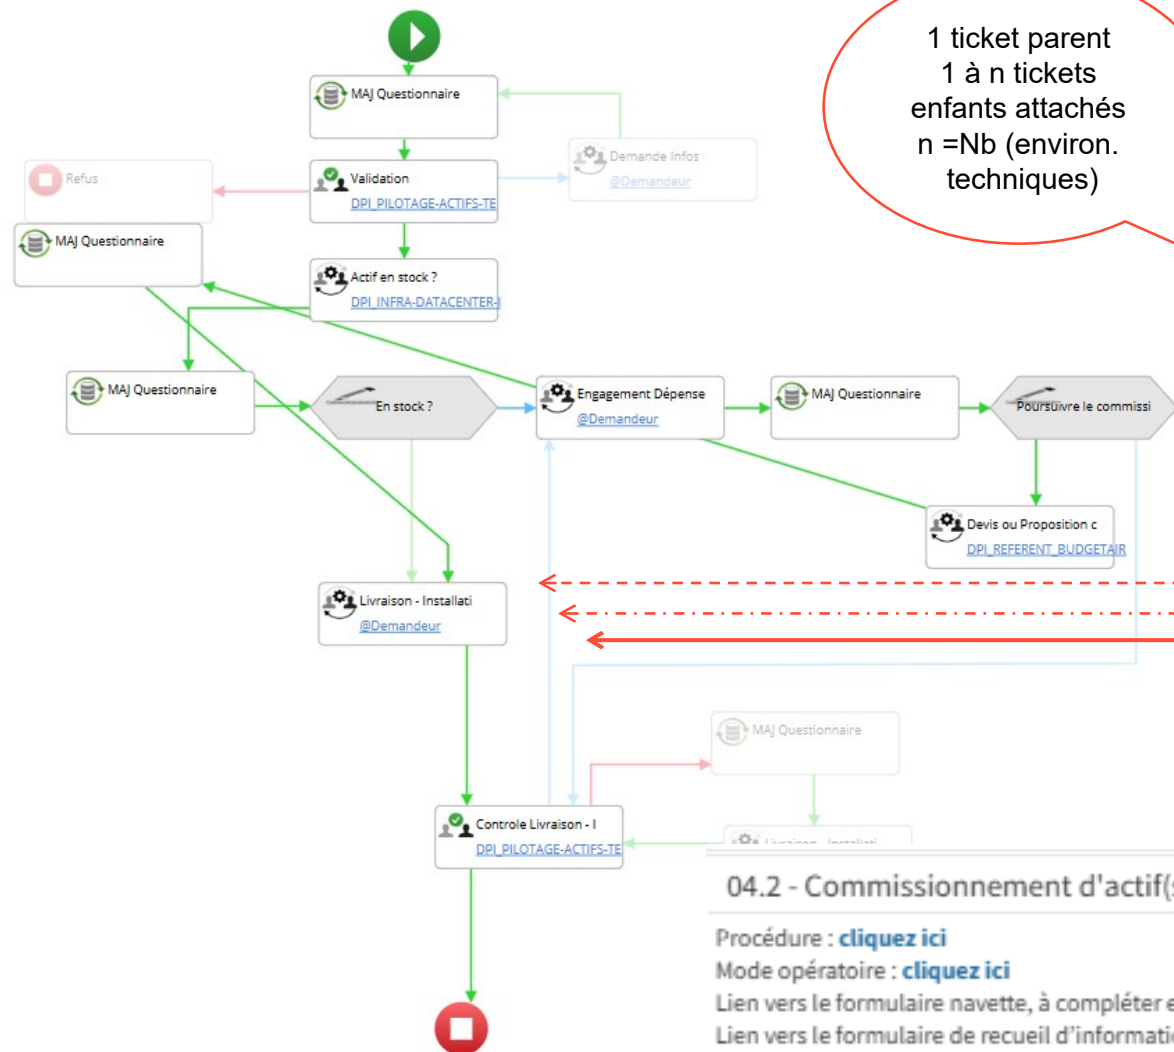 1 ticket parent
1 à n tickets
enfants attachés
n =Nb (environ.
techniques)
MAJ Questionnaire
Demande Infos
@Demandeur
Refus
Validation
DPI_PILOTAGE-ACTIFS-TE
MAJ Questionnaire
Actif en stock ?
DPI_INFRA-DATACENTER-I
MAJ Questionnaire
En stock ?
Engagement Dépense
@Demandeur
MAJ Questionnaire
Poursuivre le commissi
Devis ou Proposition c
DPI_REFERENT_BUDGETAIR
Livraison - Installati
@Demandeur
MAJ Questionnaire
Controle Livraison - I
DPI_PILOTAGE-ACTIFS-TE
Livraison - Installati
04.2 - Commissionnement d'actif(s
Procédure : cliquez ici
Mode opératoire : cliquez ici
Lien vers le formulaire navette, à compléter e
Lien vers le formulaire de recueil d'informatio